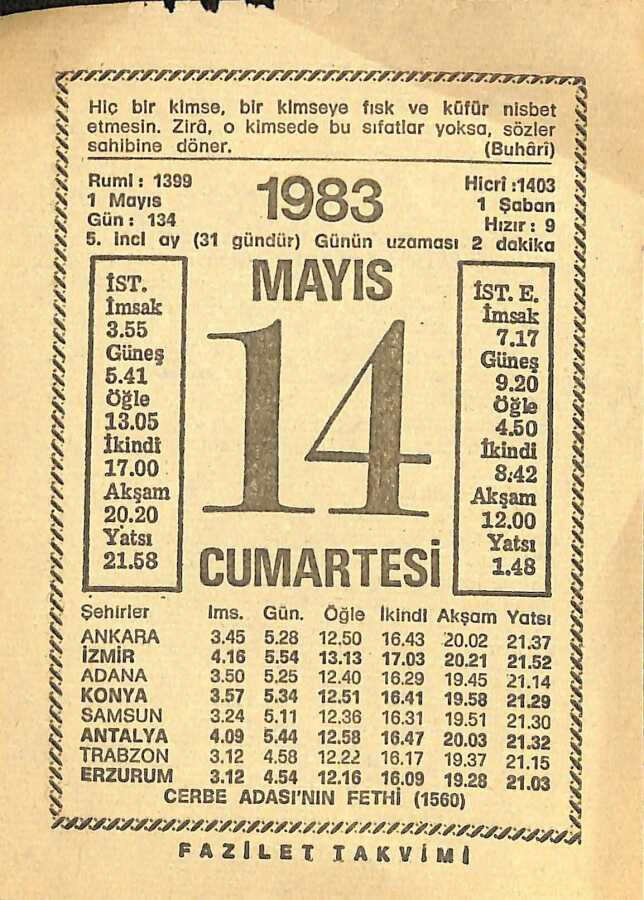 Hiç bir kimse, bir kimseye fısk ve küfür nisbet
etmesin. Zirâ, o kimsede bu sıfatlar yoksa, sözler
sahibine döner. (Buhâri)
Rumi : 1399
1 Mayıs
Gün : 134
1983
Hicri :1403
1 Şaban
Hızır : 9
5. inci ay (31 gündür) Günün uzaması 2 dakika
MAYIS
14
CUMARTESİ
İST.
İmsak
3.55
Güneş
5.41
Öğle
13.05
İkindi
17.00
Akşam
20.20
Yatsı
21.58
İST. E.
İmsak
7.17
Güneş
9.20
Öğle
4.50
İkindi
8.42
Akşam
12.00
Yatsı
1.48
Şehirler İms. Gün. Öğle İkindi Akşam Yatsı
ANKARA 3.45 5.28 12.50 16.43 20.02 21.37
İZMİR 4.16 5.54 13.13 17.03 20.21 21.52
ADANA 3.50 5.25 12.40 16.29 19.45 21.14
KONYA 3.57 5.34 12.51 16.41 19.58 21.29
SAMSUN 3.24 5.11 12.36 16.31 19.51 21.30
ANTALYA 4.09 5.44 12.58 16.47 20.03 21.32
TRABZON 3.12 4.58 12.22 16.17 19.37 21.15
ERZURUM 3.12 4.54 12.16 16.09 19.28 21.03
CERBE ADASI'NIN FETHİ (1560)
FAZİLET TAKVİMİ